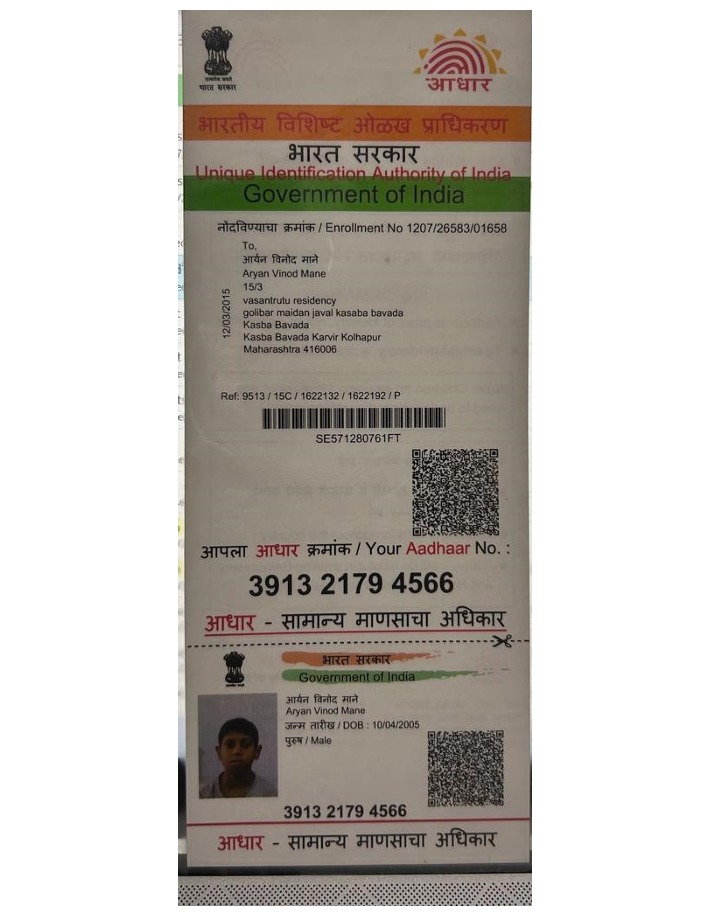 सत्यमेव जयते
भारत सरकार
आधार
भारतीय विशिष्ट ओळख प्राधिकरण
भारत सरकार
Unique Identification Authority of India
Government of India
नोंदविण्याचा क्रमांक / Enrollment No 1207/26583/01658
To,
आर्यन विनोद माने
Aryan Vinod Mane
15/3
vasantrutu residency
golibar maidan javal kasaba bavada
Kasba Bavada
Kasba Bavada Karvir Kolhapur
Maharashtra 416006
12/03/2015
Ref: 9513 / 15C / 1622132 / 1622192 / P
SE571280761FT
आपला आधार क्रमांक / Your Aadhaar No. :
3913 2179 4566
आधार - सामान्य माणसाचा अधिकार
भारत सरकार
Government of India
आर्यन विनोद माने
Aryan Vinod Mane
जन्म तारीख / DOB : 10/04/2005
पुरुष / Male
3913 2179 4566
आधार - सामान्य माणसाचा अधिकार